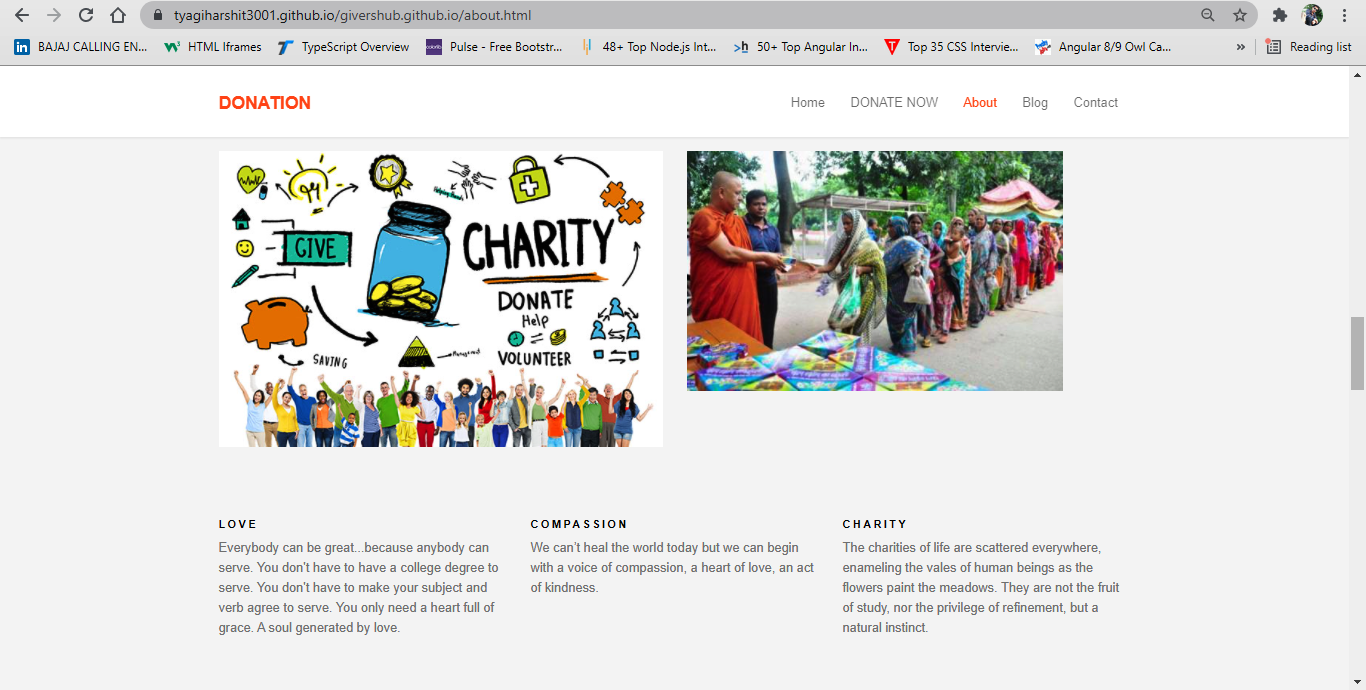 tyagiharshit3001.github.io/givershub.github.io/about.html
BAJAJ CALLING EN... HTML Iframes TypeScript Overview Pulse - Free Bootstr... 48+ Top Node.js Int... 50+ Top Angular In... Top 35 CSS Intervie... Angular 8/9 Owl Ca... » Reading list
DONATION Home DONATE NOW About Blog Contact
GIVE
CHARITY
DONATE
Help
VOLUNTEER
SAVING
LOVE
Everybody can be great...because anybody can
serve. You don't have to have a college degree to
serve. You don't have to make your subject and
verb agree to serve. You only need a heart full of
grace. A soul generated by love.
COMPASSION
We can’t heal the world today but we can begin
with a voice of compassion, a heart of love, an act
of kindness.
CHARITY
The charities of life are scattered everywhere,
enameling the vales of human beings as the
flowers paint the meadows. They are not the fruit
of study, nor the privilege of refinement, but a
natural instinct.